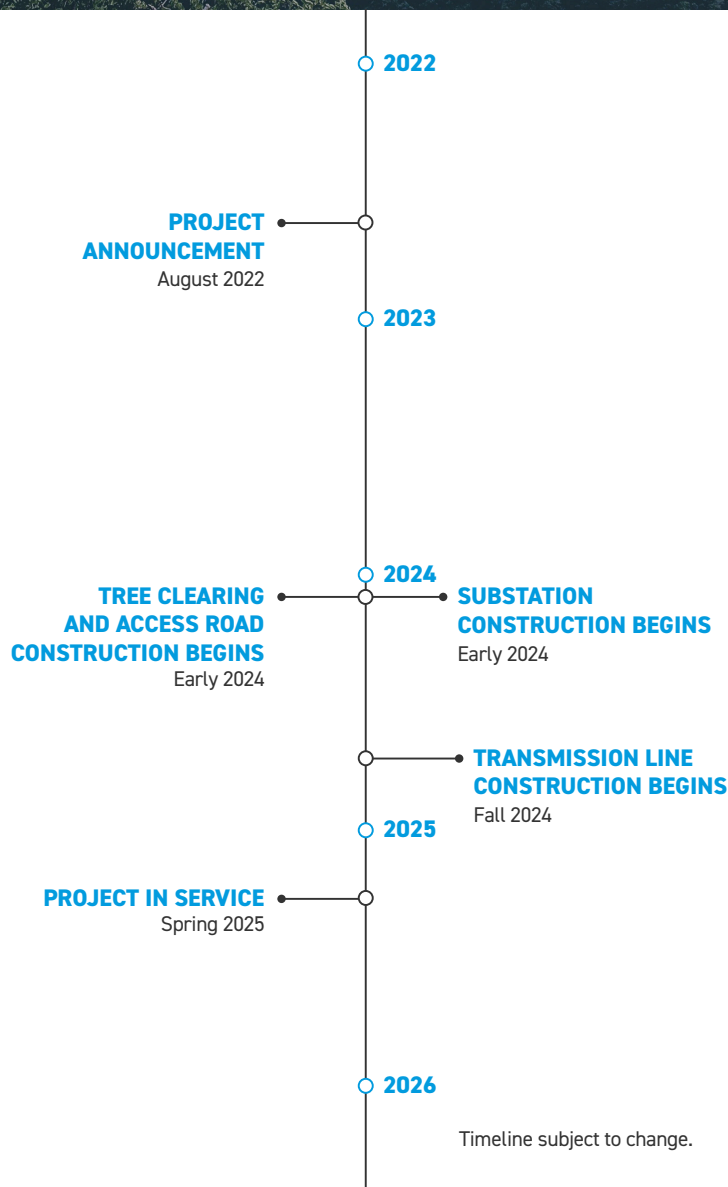 2022
PROJECT
ANNOUNCEMENT
August 2022
2023
2024
TREE CLEARING
AND ACCESS ROAD
CONSTRUCTION BEGINS
Early 2024
SUBSTATION
CONSTRUCTION BEGINS
Early 2024
TRANSMISSION LINE
CONSTRUCTION BEGINS
Fall 2024
2025
PROJECT IN SERVICE
Spring 2025
2026
Timeline subject to change.